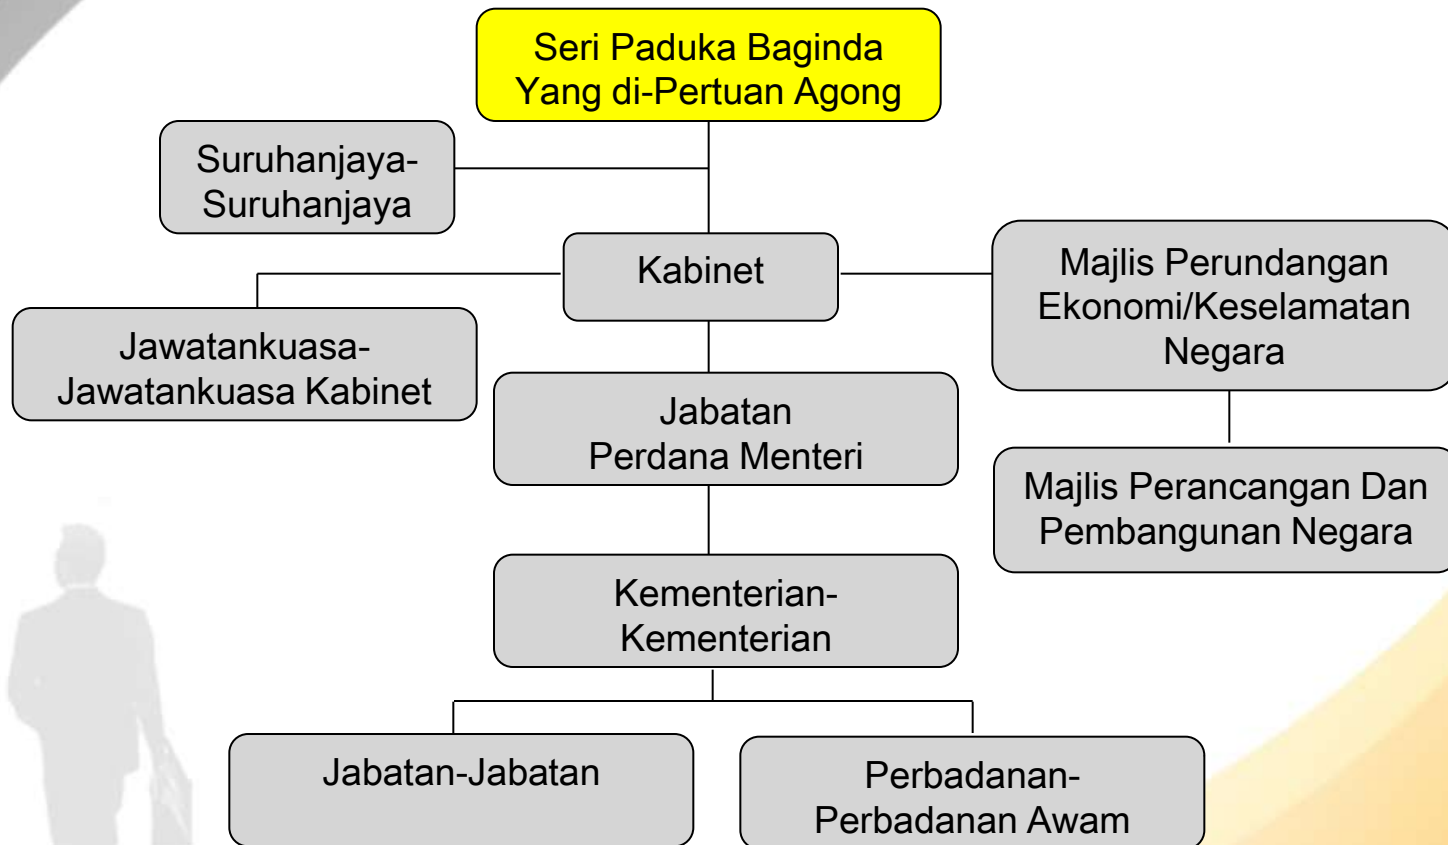 Seri Paduka Baginda
Yang di-Pertuan Agong
Suruhanjaya-
Suruhanjaya
Kabinet
Majlis Perundangan
Ekonomi/Keselamatan
Negara
Jawatankuasa-
Jawatankuasa Kabinet
Jabatan
Perdana Menteri
Majlis Perancangan Dan
Pembangunan Negara
Kementerian-
Kementerian
Jabatan-Jabatan
Perbadanan-
Perbadanan Awam